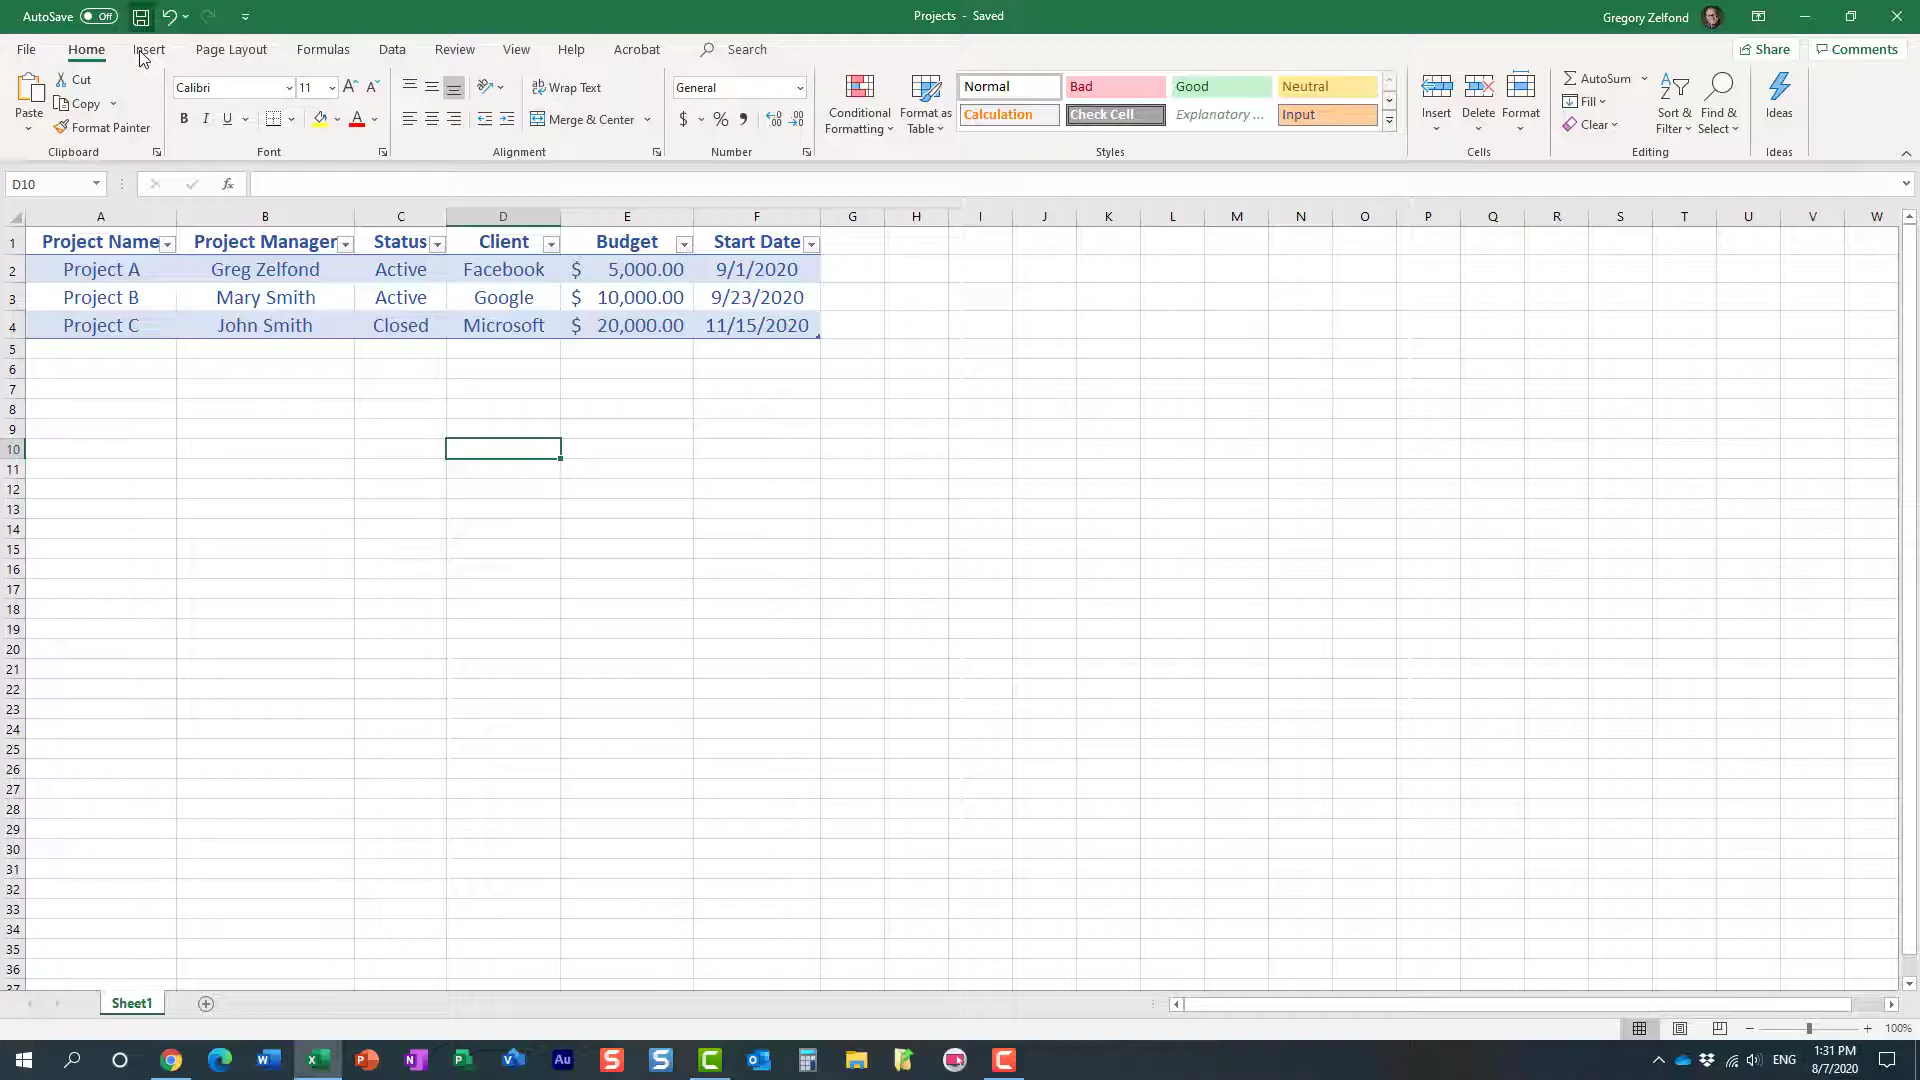 AutoSave Off Projects - Saved Gregory Zelfond
File Home Insert Page Layout Formulas Data Review View Help Acrobat Search Share Comments
Paste
Cut
Copy
Format Painter
Clipboard
Calibri 11
B I U A
Font
Wrap Text
Merge & Center
Alignment
General
$ % ,
Number
Conditional Formatting
Format as Table
Normal Bad Good Neutral
Calculation Check Cell Explanatory ... Input
Styles
Insert Delete Format
Cells
AutoSum
Fill
Clear
Sort & Filter
Find & Select
Editing
Ideas
Ideas
D10 fx
A B C D E F G H I J K L M N O P Q R S T U V W
1 Project Name Project Manager Status Client Budget Start Date
2 Project A Greg Zelfond Active Facebook $ 5,000.00 9/1/2020
3 Project B Mary Smith Active Google $ 10,000.00 9/23/2020
4 Project C John Smith Closed Microsoft $ 20,000.00 11/15/2020
5
6
7
8
9
10
11
12
13
14
15
16
17
18
19
20
21
22
23
24
25
26
27
28
29
30
31
32
33
34
35
36
37
Sheet1
100%
ENG 1:31 PM
8/7/2020